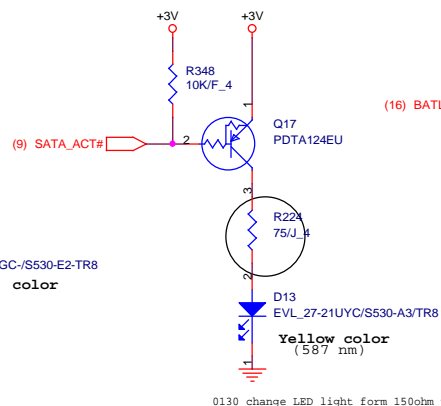 +3V
+3V
R348
10K/F_4
1
(16) BATL
Q17
PDTA124EU
(9) SATA_ACT#
2
3
R224
75/J_4
GC-/S530-E2-TR8
color
2
D13
EVL_27-21UYC/S530-A3/TR8
Yellow color
(587 nm)
1
0130 change LED light form 150ohm